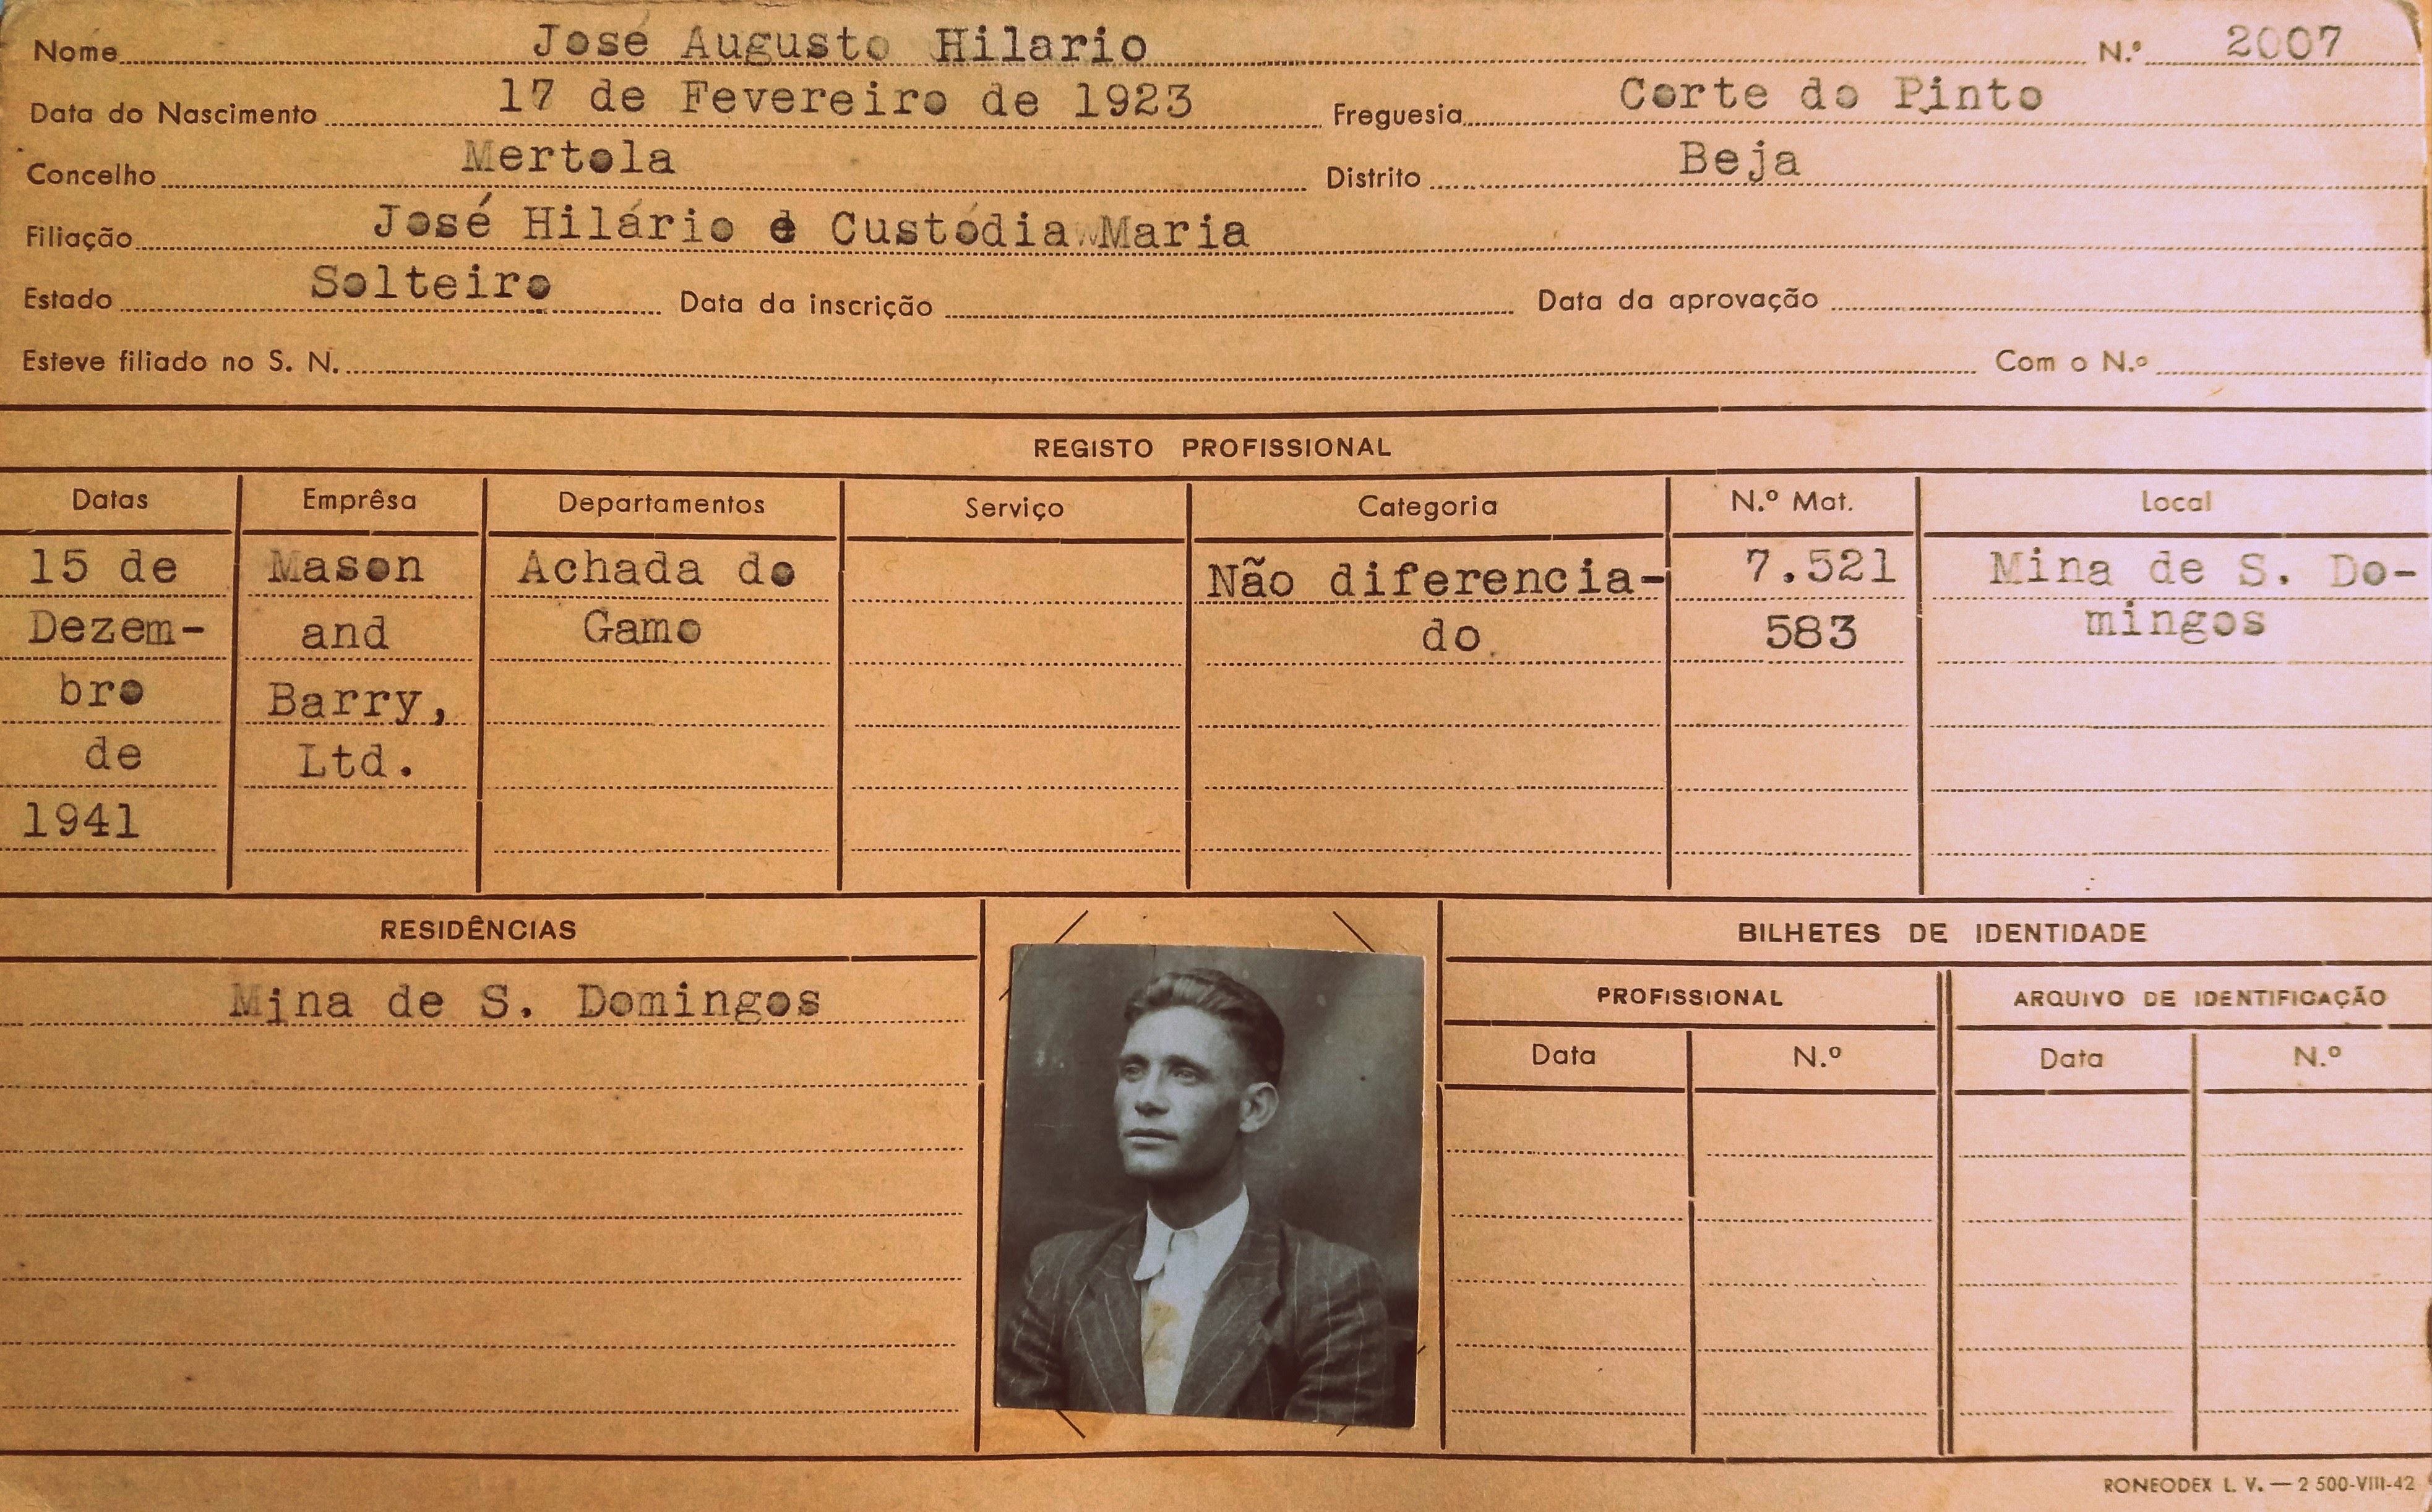 Nome José Augusto Hilario N.º 2007
Data do Nascimento 17 de Fevereiro de 1923 Freguesia Corte do Pinto
Concelho Mertola Distrito Beja
Filiação José Hilário e Custódia Maria
Estado Solteiro Data da inscrição Data da aprovação
Esteve filiado no S. N. Com o N.º
REGISTO PROFISSIONAL
Datas Emprêsa Departamentos Serviço Categoria N.º Mat. Local
15 de Mason Achada do Não diferencia- 7.521 Mina de S. Do-
Dezem- and Gamo do 583 mingos
bro Barry,
de Ltd.
1941
RESIDÊNCIAS BILHETES DE IDENTIDADE
Mina de S. Domingos PROFISSIONAL ARQUIVO DE IDENTIFICAÇÃO
Data N.º Data N.º
RONEODEX L. V. — 2 500-VIII-42